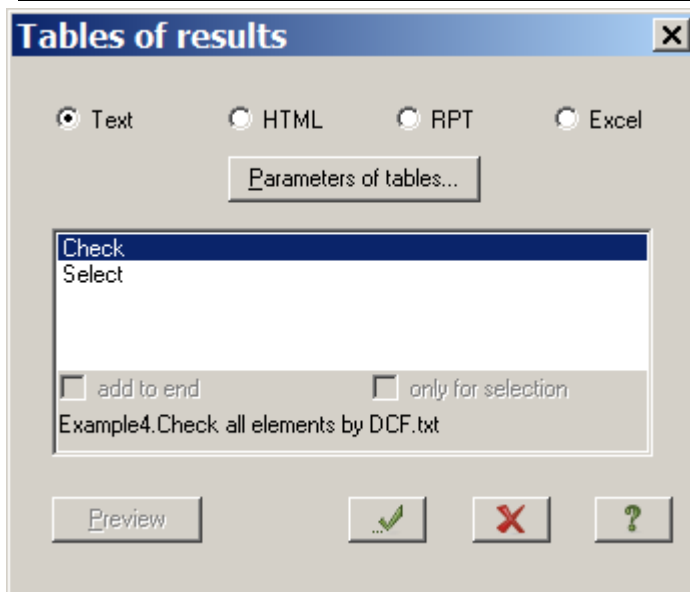 Tables of results
Text HTML RPT Excel
Parameters of tables...
Check
Select
add to end only for selection
Example4.Check all elements by DCF.txt
Preview ?